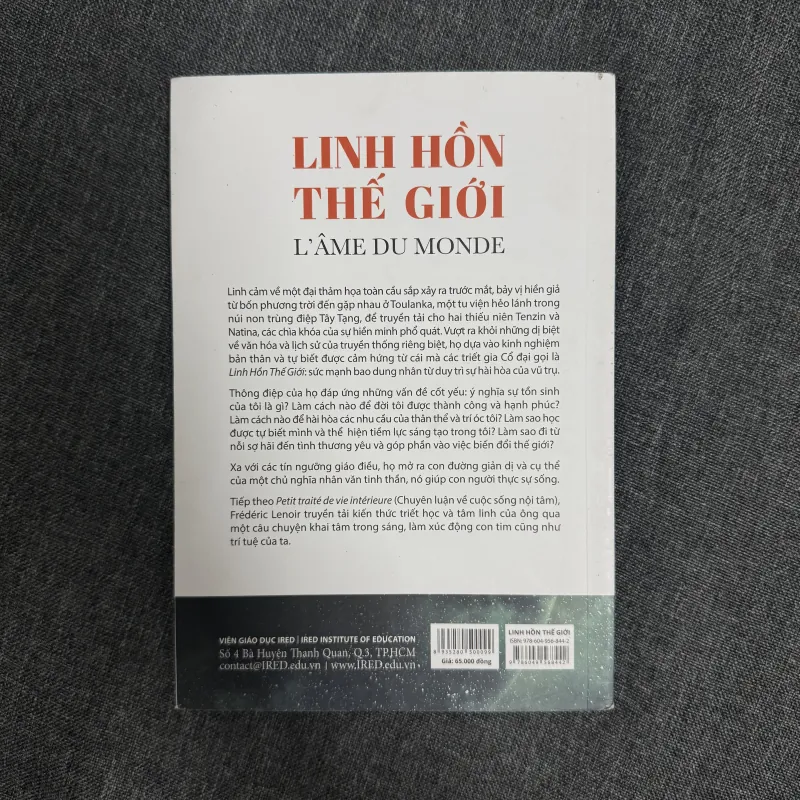 LINH HỒN
THẾ GIỚI
L'ÂME DU MONDE
Linh cảm về một đại thảm họa toàn cầu sắp xảy ra trước mắt, bảy vị hiền giả
từ bốn phương trời đến gặp nhau ở Toulanka, một tu viện hẻo lánh trong
núi non trùng điệp Tây Tạng, để truyền tải cho hai thiếu niên Tenzin và
Natina, các chìa khóa của sự hiền minh phổ quát. Vượt ra khỏi những dị biệt
về văn hóa và lịch sử của truyền thống riêng biệt, họ dựa vào kinh nghiệm
bản thân và tự biết được cảm hứng từ cái mà các triết gia Cổ đại gọi là
Linh Hồn Thế Giới: sức mạnh bao dung nhân từ duy trì sự hài hòa của vũ trụ.
Thông điệp của họ đáp ứng những vấn đề cốt yếu: ý nghĩa sự tồn sinh
của tôi là gì? Làm cách nào để đời tôi được thành công và hạnh phúc?
Làm cách nào để hài hòa các nhu cầu của thân thể và trí óc tôi? Làm sao học
được tự biết mình và thể hiện tiềm lực sáng tạo trong tôi? Làm sao đi từ
nỗi sợ hãi đến tình thương yêu và góp phần vào việc biến đổi thế giới?
Xa với các tín ngưỡng giáo điều, họ mở ra con đường giản dị và cụ thể
của một chủ nghĩa nhân văn tinh thần, nó giúp con người thực sự sống.
Tiếp theo Petit traité de vie intérieure (Chuyên luận về cuộc sống nội tâm),
Frédéric Lenoir truyền tải kiến thức triết học và tâm linh của ông qua
một câu chuyện khai tâm trong sáng, làm xúc động con tim cũng như
trí tuệ của ta.
VIỆN GIÁO DỤC IRED | IRED INSTITUTE OF EDUCATION
Số 4 Bà Huyện Thanh Quan, Q.3, TP.HCM
contact@IRED.edu.vn | www.IRED.edu.vn
Giá: 65.000 đồng
LINH HỒN THẾ GIỚI
ISBN: 978-604-956-844-2
9 786049 568442